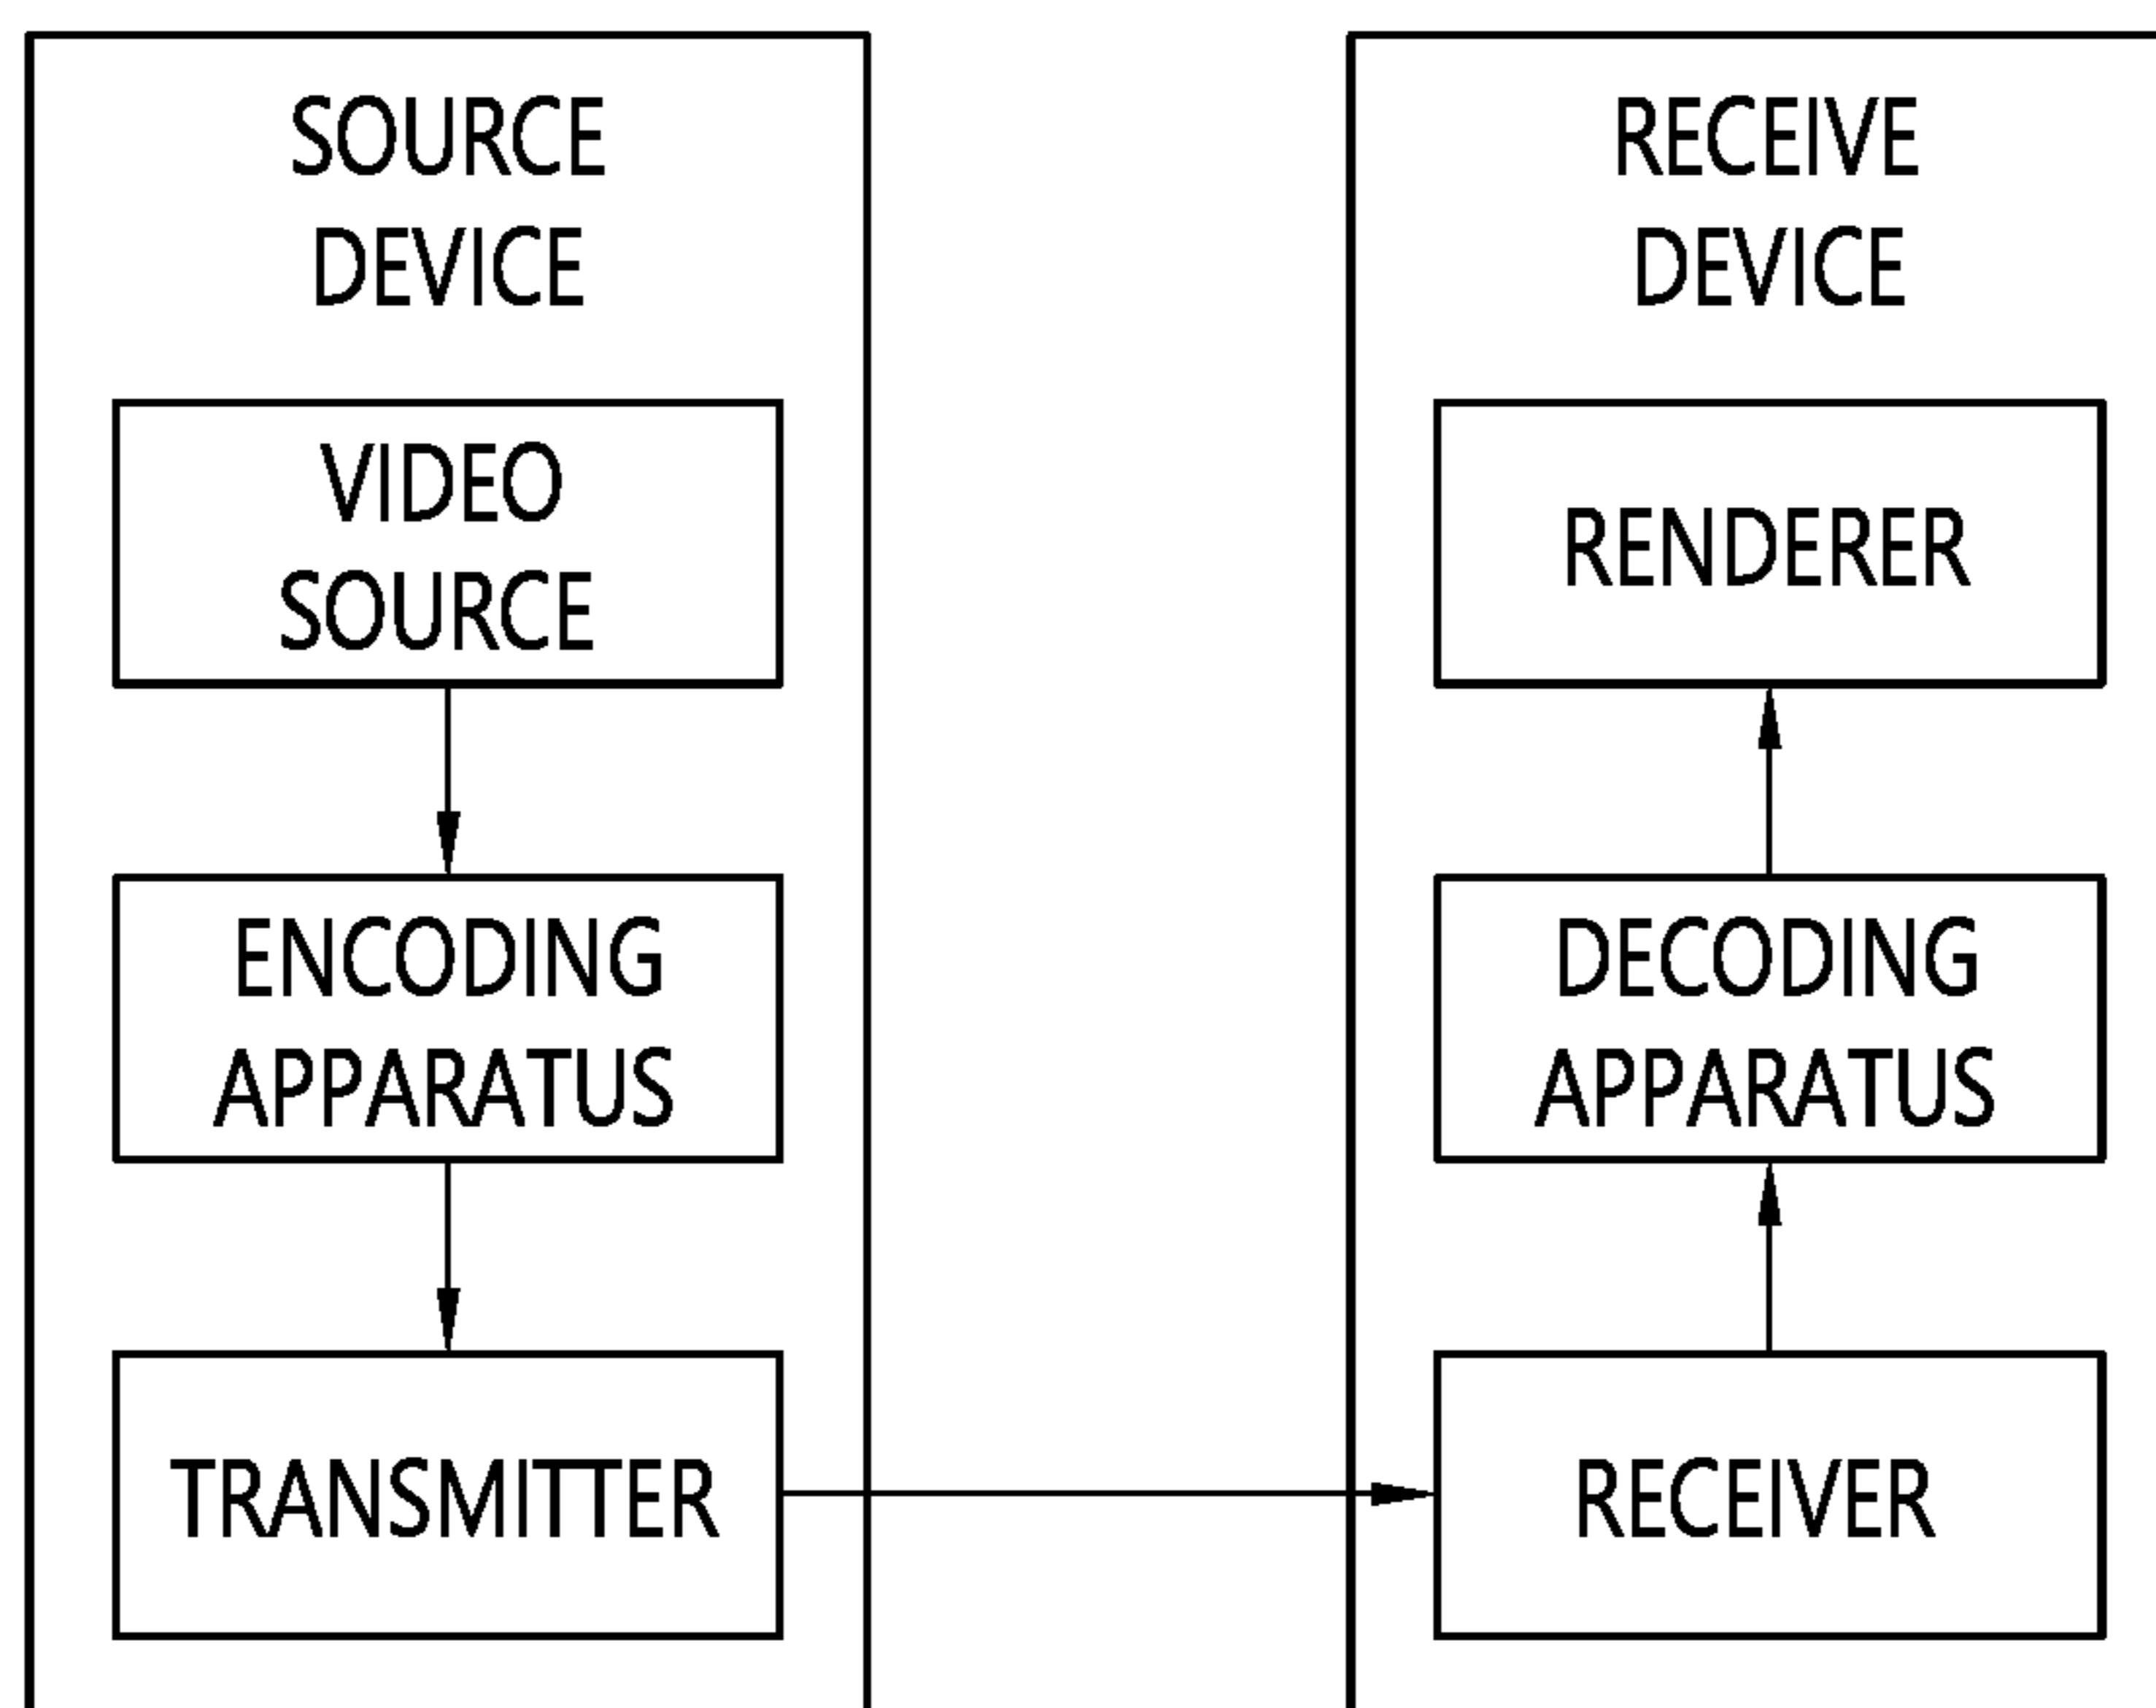 SOURCE
DEVICE
VIDEO
SOURCE
ENCODING
APPARATUS
TRANSMITTER
RECEIVE
DEVICE
RENDERER
DECODING
APPARATUS
RECEIVER